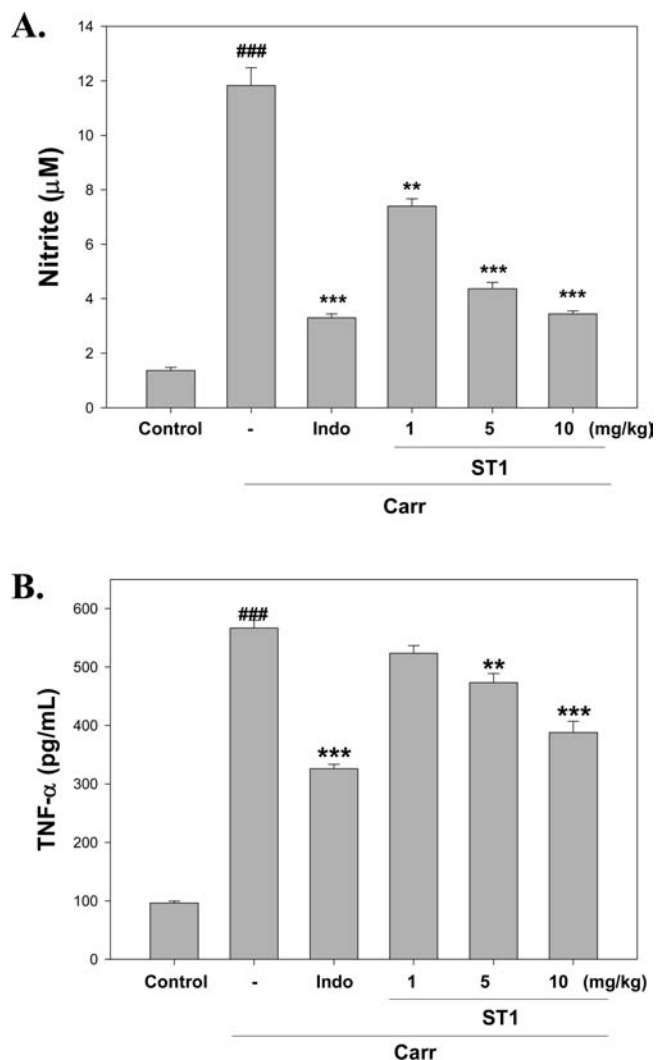 A.
14
12
10
8
6
4
2
0
Nitrite (µM)
###
***
**
***
***
Control - Indo 1 5 10 (mg/kg)
ST1
Carr
B.
600
500
400
300
200
100
0
TNF-α (pg/mL)
###
***
**
***
Control - Indo 1 5 10 (mg/kg)
ST1
Carr